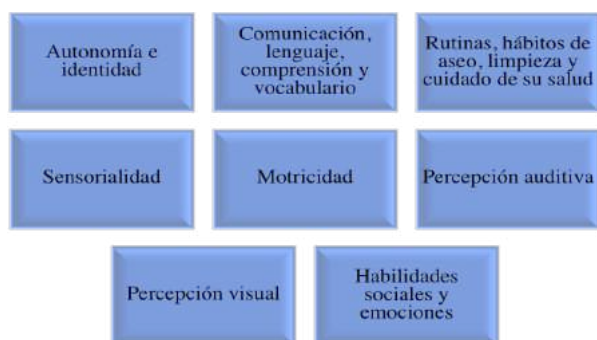 Autonomía e
identidad
Comunicación,
lenguaje,
comprensión y
vocabulario
Rutinas, hábitos de
aseo, limpieza y
cuidado de su salud
Sensorialidad
Motricidad
Percepción auditiva
Percepción visual
Habilidades
sociales y
emociones